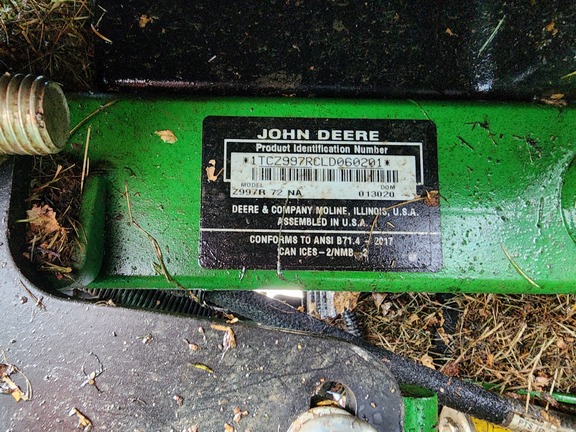 JOHN DEERE
Product Identification Number
*1TCZ997RCLD060201*
MODEL DOM
Z997R 72 NA 013020
DEERE & COMPANY MOLINE, ILLINOIS, U.S.A.
ASSEMBLED IN U.S.A.
CONFORMS TO ANSI B71.4 - 2017
CAN ICES-2/NMB-2